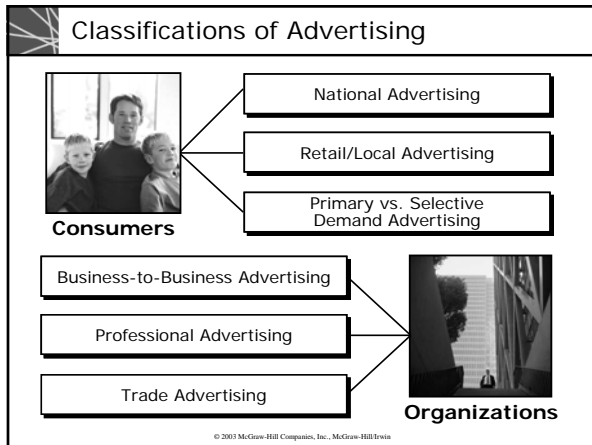 Classifications of Advertising
National Advertising
Retail/Local Advertising
Primary vs. Selective
Demand Advertising
Consumers
Business-to-Business Advertising
Professional Advertising
Trade Advertising
Organizations
© 2003 McGraw-Hill Companies, Inc., McGraw-Hill/Irwin